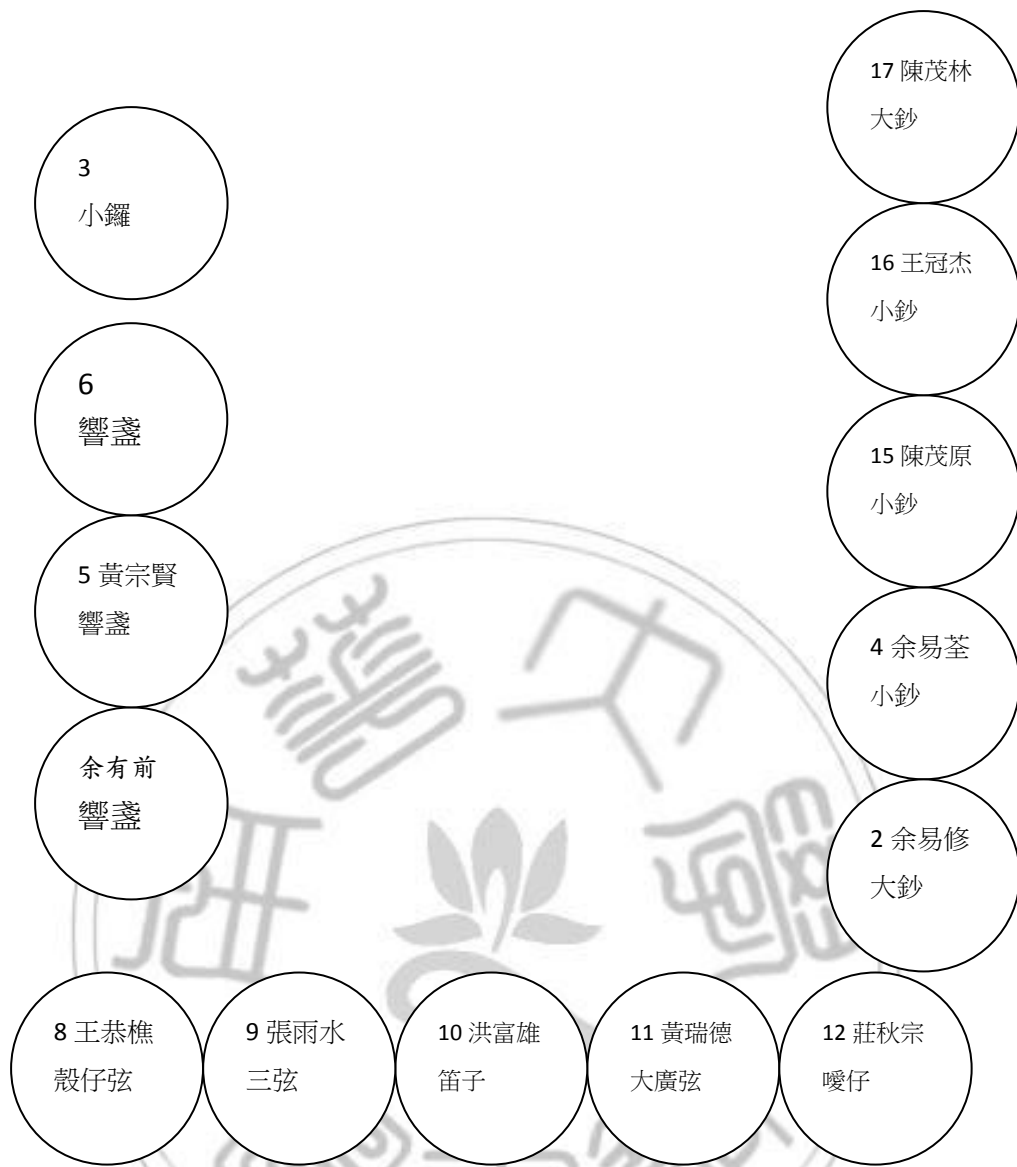 17 陳茂林
大鈔
3
小鑼
16 王冠杰
小鈔
6
響盞
15 陳茂原
小鈔
5 黃宗賢
響盞
4 余易荃
小鈔
余有前
響盞
2 余易修
大鈔
8 王恭樵
殼仔弦
9 張雨水
三弦
10 洪富雄
笛子
11 黃瑞德
大廣弦
12 莊秋宗
噯仔